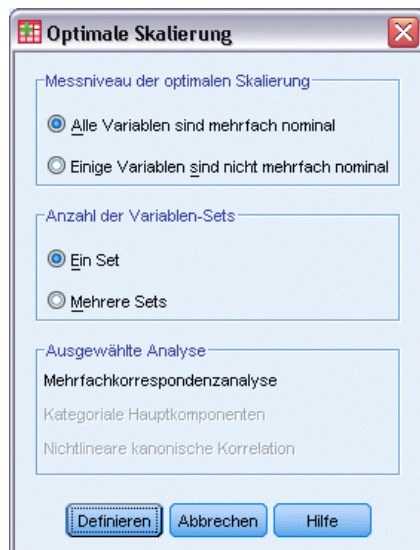 Optimale Skalierung
Messniveau der optimalen Skalierung
Alle Variablen sind mehrfach nominal
Einige Variablen sind nicht mehrfach nominal
Anzahl der Variablen-Sets
Ein Set
Mehrere Sets
Ausgewählte Analyse
Mehrfachkorrespondenzanalyse
Kategoriale Hauptkomponenten
Nichtlineare kanonische Korrelation
Definieren Abbrechen Hilfe